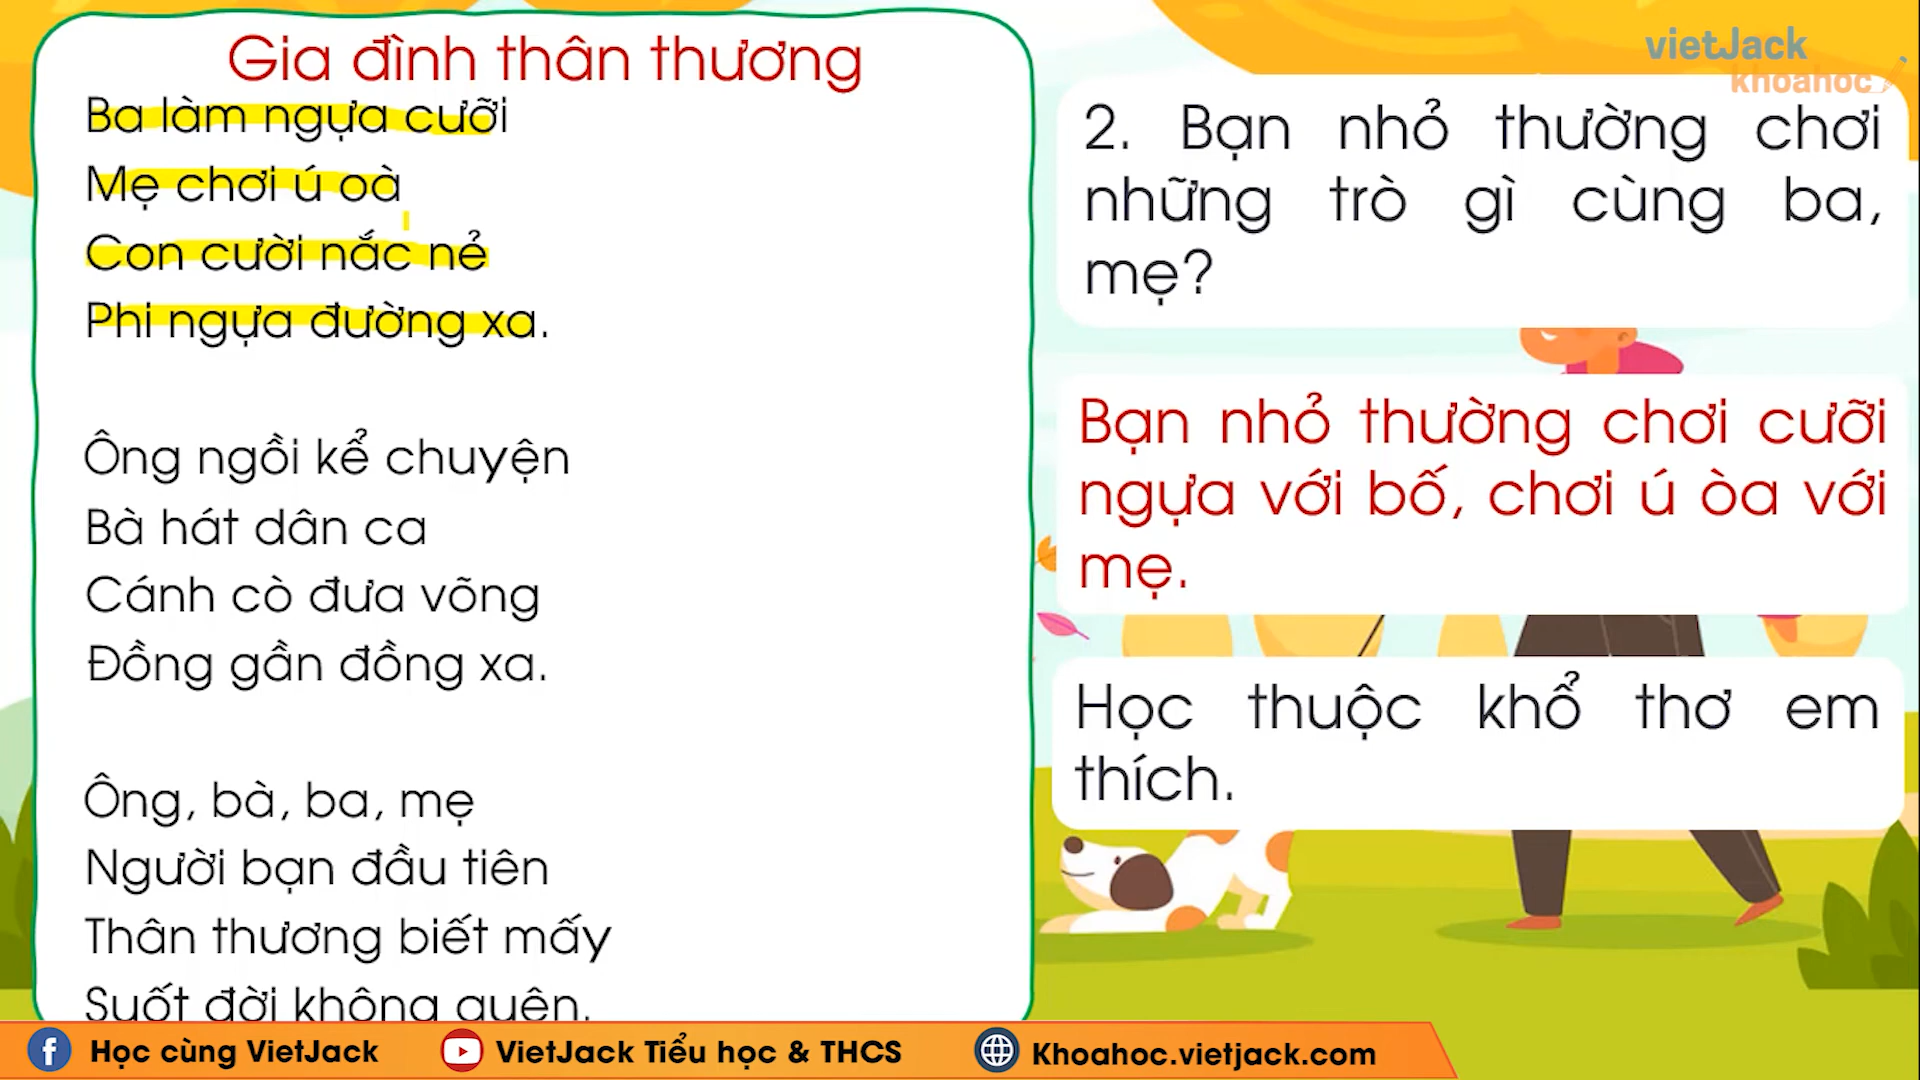 Gia đình thân thương
Ba làm ngựa cưỡi
Mẹ chơi ú oà
Con cười nắc nẻ
Phi ngựa đường xa.
Ông ngồi kể chuyện
Bà hát dân ca
Cánh cò đưa võng
Đồng gần đồng xa.
Ông, bà, ba, mẹ
Người bạn đầu tiên
Thân thương biết mấy
Suốt đời không quên.
vietJack
khoahoc
2. Bạn nhỏ thường chơi
những trò gì cùng ba,
mẹ?
Bạn nhỏ thường chơi cưỡi
ngựa với bố, chơi ú òa với
mẹ.
Học thuộc khổ thơ em
thích.
Học cùng VietJack
VietJack Tiểu học & THCS
Khoahoc.vietjack.com